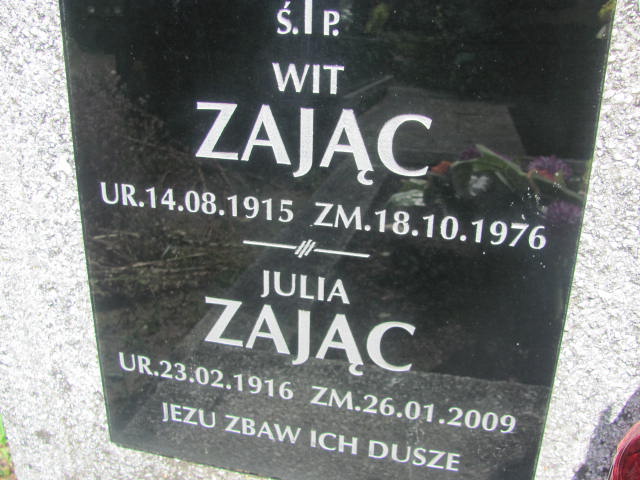 Ś.†P.
WIT
ZAJĄC
UR.14.08.1915 ZM.18.10.1976
JULIA
ZAJĄC
UR.23.02.1916 ZM.26.01.2009
JEZU ZBAW ICH DUSZE